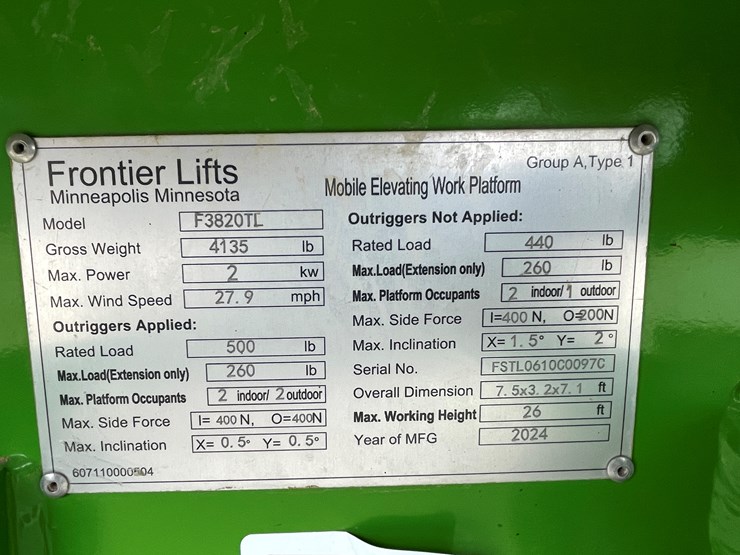 Frontier Lifts
Minneapolis Minnesota
Group A,Type 1
Mobile Elevating Work Platform
Model F3820TL
Gross Weight 4135 lb
Max. Power 2 kw
Max. Wind Speed 27.9 mph
Outriggers Applied:
Rated Load 500 lb
Max.Load(Extension only) 260 lb
Max. Platform Occupants 2 indoor/ 2 outdoor
Max. Side Force I= 400 N, O=400N
Max. Inclination X= 0.5° Y= 0.5°
607110000504
Outriggers Not Applied:
Rated Load 440 lb
Max.Load(Extension only) 260 lb
Max. Platform Occupants 2 indoor/ 1 outdoor
Max. Side Force I=400 N, O=200N
Max. Inclination X= 1.5° Y= 2°
Serial No. FSTL0610C0097C
Overall Dimension 7.5x3.2x7.1 ft
Max. Working Height 26 ft
Year of MFG 2024